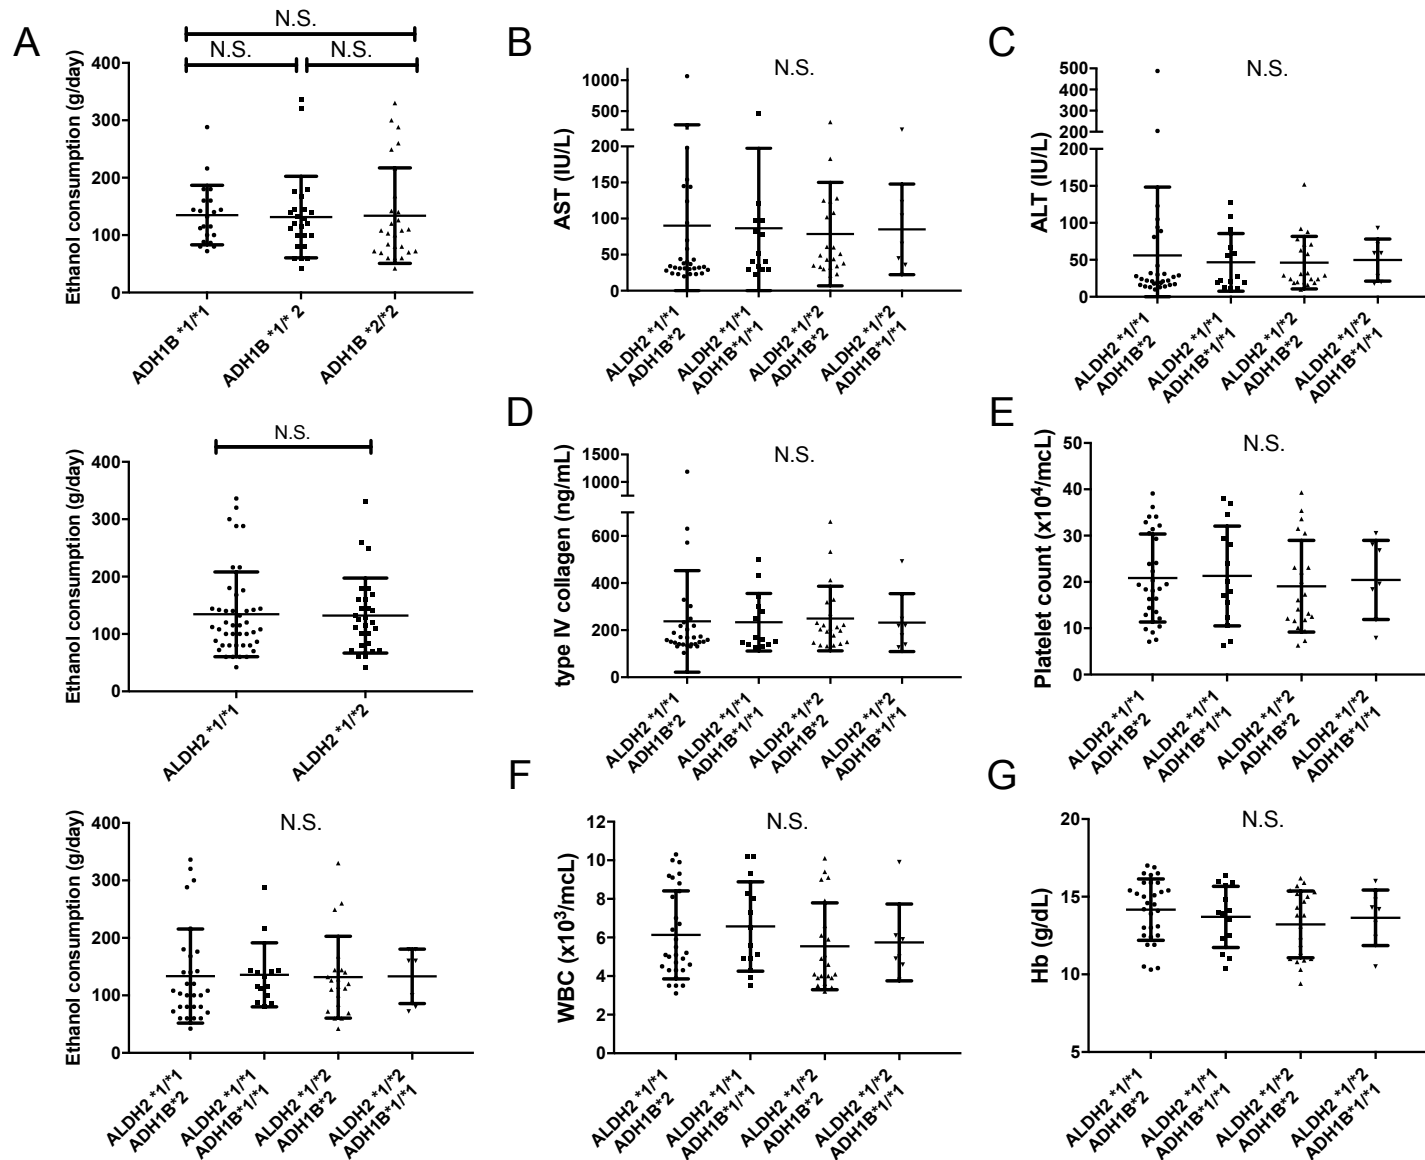 A
N.S.
N.S.
N.S.
Ethanol consumption (g/day)
400
300
200
100
0
ADH1B *1/*1
ADH1B *1/* 2
ADH1B *2/*2
N.S.
Ethanol consumption (g/day)
400
300
200
100
0
ALDH2 *1/*1
ALDH2 *1/*2
N.S.
Ethanol consumption (g/day)
400
300
200
100
0
ALDH2 *1/*1
ADH1B*2
ALDH2 *1/*1
ADH1B*1/*1
ALDH2 *1/*2
ADH1B*2
ALDH2 *1/*2
ADH1B*1/*1
B
N.S.
AST (IU/L)
1000
500
200
150
100
50
0
ALDH2 *1/*1
ADH1B*2
ALDH2 *1/*1
ADH1B*1/*1
ALDH2 *1/*2
ADH1B*2
ALDH2 *1/*2
ADH1B*1/*1
C
N.S.
ALT (IU/L)
500
400
300
200
200
150
100
50
0
ALDH2 *1/*1
ADH1B*2
ALDH2 *1/*1
ADH1B*1/*1
ALDH2 *1/*2
ADH1B*2
ALDH2 *1/*2
ADH1B*1/*1
D
N.S.
type IV collagen (ng/mL)
1500
1000
600
400
200
0
ALDH2 *1/*1
ADH1B*2
ALDH2 *1/*1
ADH1B*1/*1
ALDH2 *1/*2
ADH1B*2
ALDH2 *1/*2
ADH1B*1/*1
E
N.S.
Platelet count (x10⁴/mcL)
50
40
30
20
10
0
ALDH2 *1/*1
ADH1B*2
ALDH2 *1/*1
ADH1B*1/*1
ALDH2 *1/*2
ADH1B*2
ALDH2 *1/*2
ADH1B*1/*1
F
N.S.
WBC (x10³/mcL)
12
10
8
6
4
2
0
ALDH2 *1/*1
ADH1B*2
ALDH2 *1/*1
ADH1B*1/*1
ALDH2 *1/*2
ADH1B*2
ALDH2 *1/*2
ADH1B*1/*1
G
N.S.
Hb (g/dL)
20
15
10
5
ALDH2 *1/*1
ADH1B*2
ALDH2 *1/*1
ADH1B*1/*1
ALDH2 *1/*2
ADH1B*2
ALDH2 *1/*2
ADH1B*1/*1